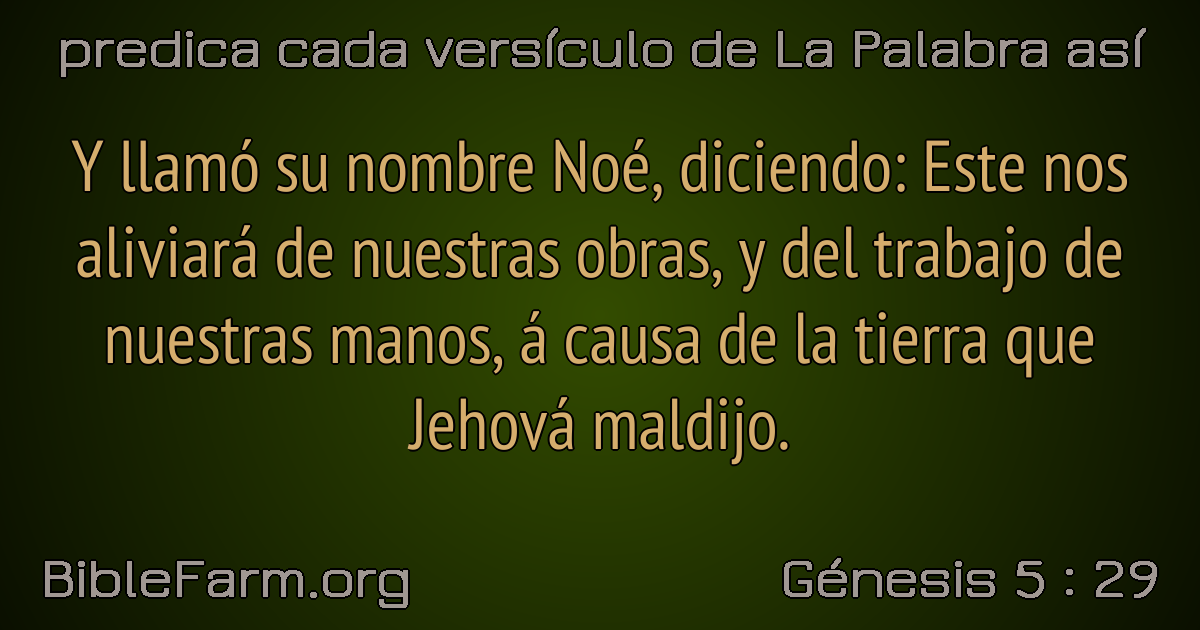 predica cada versículo de La Palabra así
Y llamó su nombre Noé, diciendo: Este nos
aliviará de nuestras obras, y del trabajo de
nuestras manos, á causa de la tierra que
Jehová maldijo.
BibleFarm.org
Génesis 5 : 29